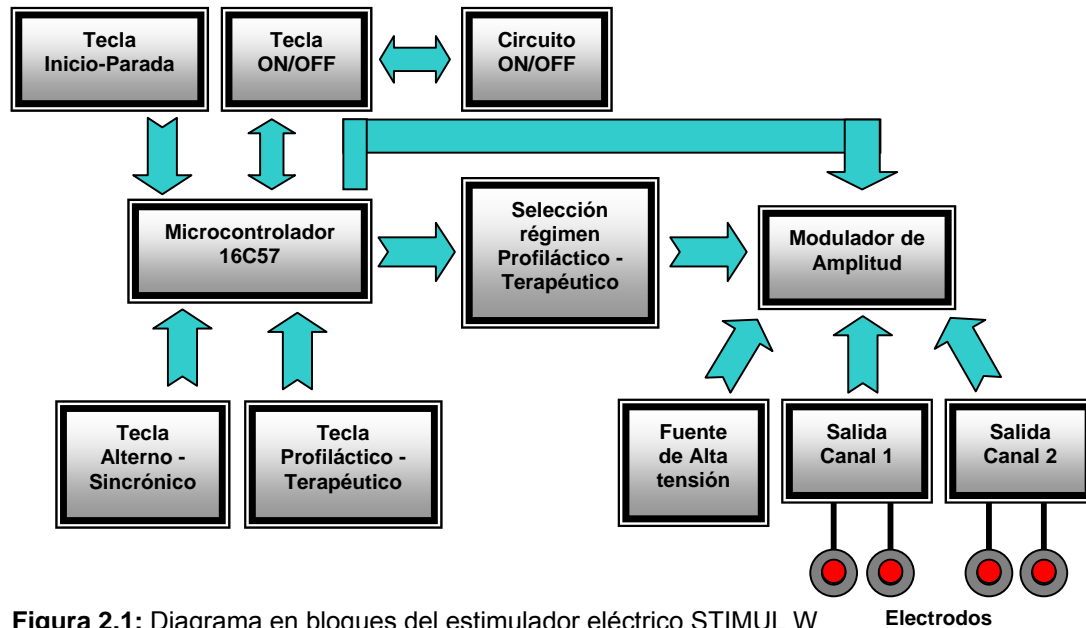 Tecla
Inicio-Parada
Tecla
ON/OFF
Circuito
ON/OFF
Microcontrolador
16C57
Selección
régimen
Profiláctico -
Terapéutico
Modulador de
Amplitud
Tecla
Alterno -
Sincrónico
Tecla
Profiláctico -
Terapéutico
Fuente
de Alta
tensión
Salida
Canal 1
Salida
Canal 2
Electrodos
Figura 2.1: Diagrama en bloques del estimulador eléctrico STIMUL W